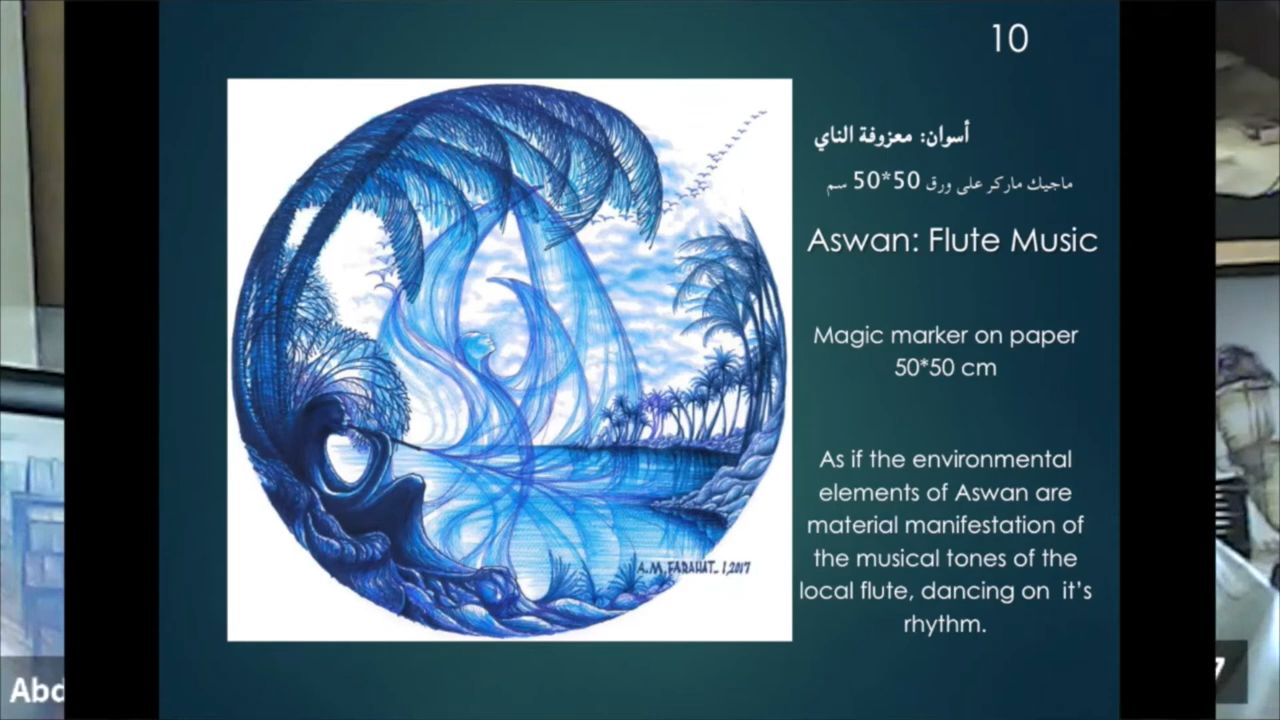 10
أسوان: معزوفة الناي
ماجيك ماركر على ورق 50*50 سم
Aswan: Flute Music
Magic marker on paper
50*50 cm
As if the environmental
elements of Aswan are
material manifestation of
the musical tones of the
local flute, dancing on it's
rhythm.
A.M.FARAHAT_1,2017
Abd
7